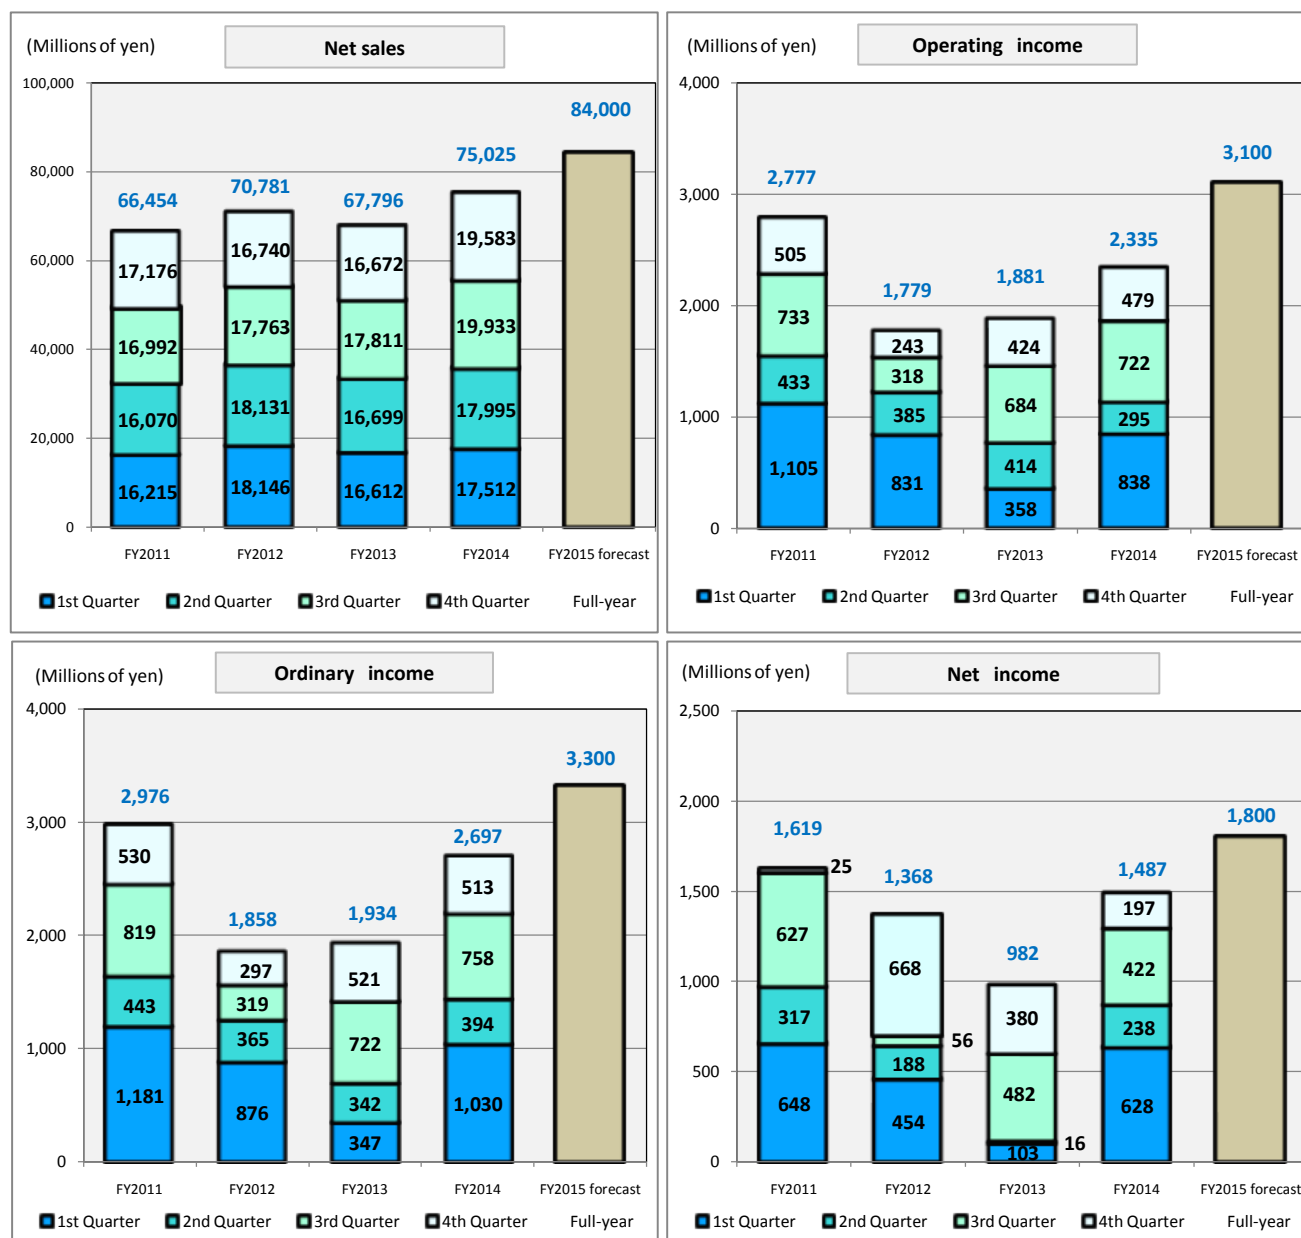 (Millions of yen)
Net sales
100,000
80,000
60,000
40,000
20,000
0
66,454
70,781
67,796
75,025
84,000
17,176
16,740
16,672
19,583
16,992
17,763
17,811
19,933
16,070
18,131
16,699
17,995
16,215
18,146
16,612
17,512
FY2011
FY2012
FY2013
FY2014
FY2015 forecast
1st Quarter
2nd Quarter
3rd Quarter
4th Quarter
Full-year
(Millions of yen)
Operating income
4,000
3,000
2,000
1,000
0
2,777
1,779
1,881
2,335
3,100
505
243
424
479
733
318
684
722
433
385
414
295
1,105
831
358
838
FY2011
FY2012
FY2013
FY2014
FY2015 forecast
1st Quarter
2nd Quarter
3rd Quarter
4th Quarter
Full-year
(Millions of yen)
Ordinary income
4,000
3,000
2,000
1,000
0
2,976
1,858
1,934
2,697
3,300
530
297
521
513
819
319
722
758
443
365
342
394
1,181
876
347
1,030
FY2011
FY2012
FY2013
FY2014
FY2015 forecast
1st Quarter
2nd Quarter
3rd Quarter
4th Quarter
Full-year
(Millions of yen)
Net income
2,500
2,000
1,500
1,000
500
0
1,619
1,368
982
1,487
1,800
25
668
380
197
627
56
482
422
317
188
16
238
648
454
103
628
FY2011
FY2012
FY2013
FY2014
FY2015 forecast
1st Quarter
2nd Quarter
3rd Quarter
4th Quarter
Full-year